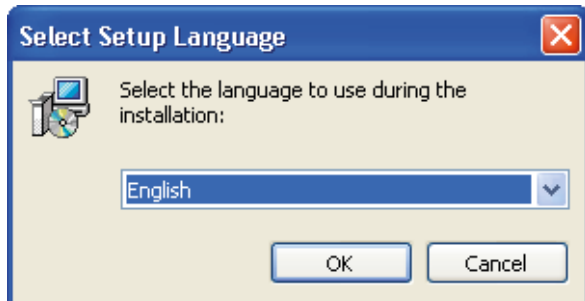 Select Setup Language
Select the language to use during the
installation:
English
OK
Cancel